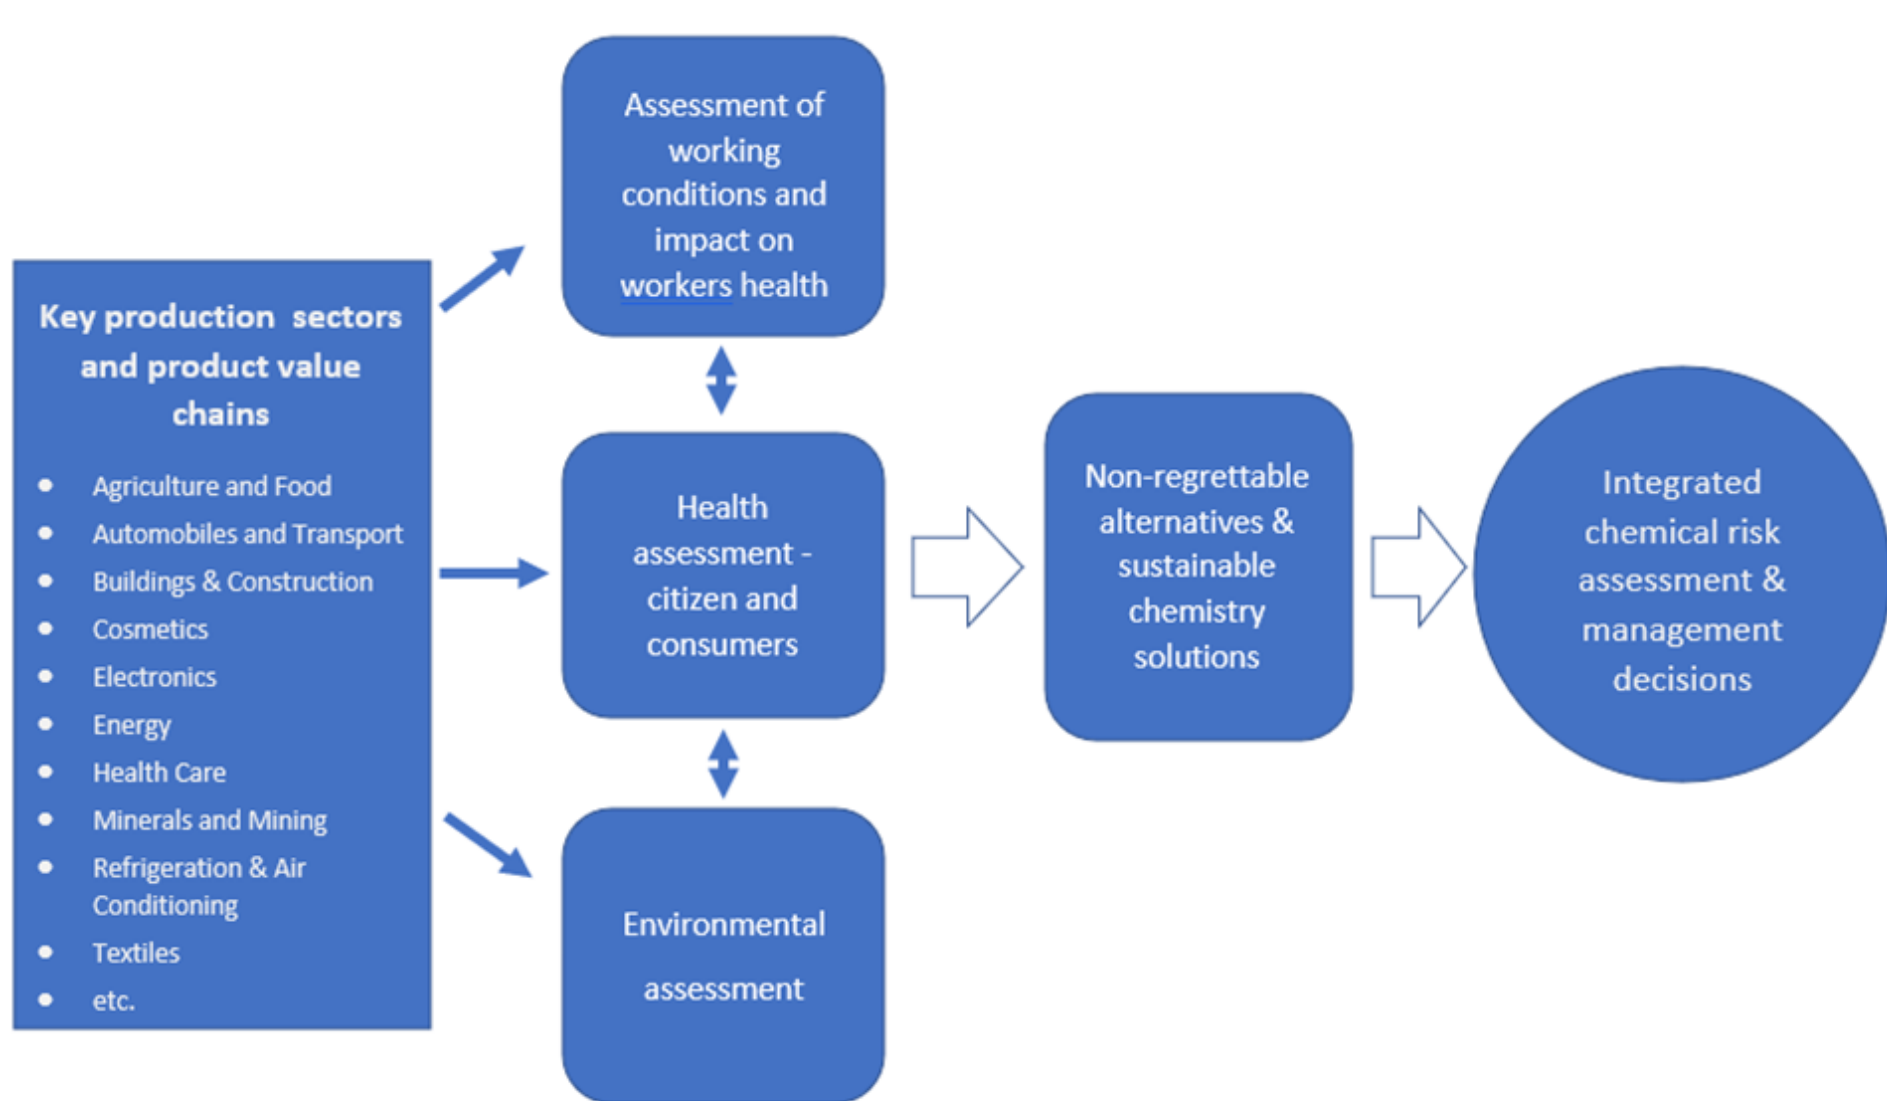 Key production sectors
and product value
chains
• Agriculture and Food
• Automobiles and Transport
• Buildings & Construction
• Cosmetics
• Electronics
• Energy
• Health Care
• Minerals and Mining
• Refrigeration & Air
Conditioning
• Textiles
• etc.
Assessment of
working
conditions and
impact on
workers health
Health
assessment -
citizen and
consumers
Environmental
assessment
Non-regrettable
alternatives &
sustainable
chemistry
solutions
Integrated
chemical risk
assessment &
management
decisions